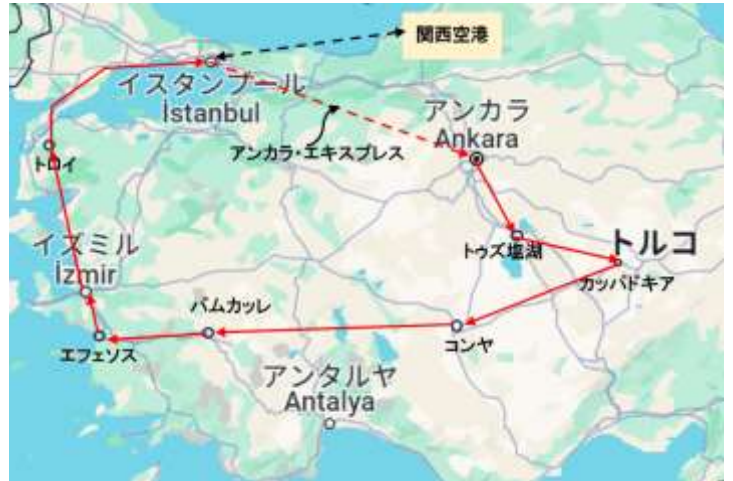 関西空港
イスタンブール
İstanbul
アンカラ
Ankara
アンカラ・エキスプレス
トロイ
トゥズ塩湖
トルコ
カッパドキア
イズミル
İzmir
パムカッレ
コンヤ
エフェソス
アンタルヤ
Antalya